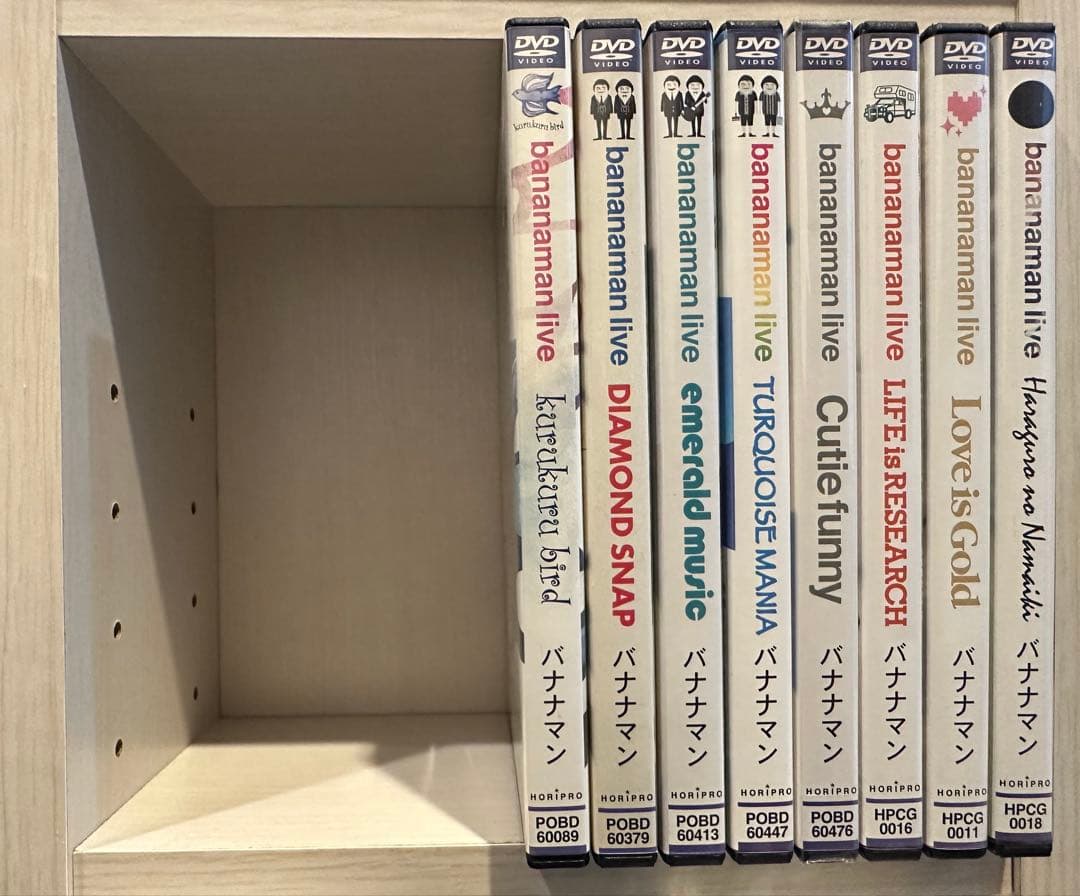 DVD
VIDEO
kurukuru bird
bananaman live
kurukuru bird
バナナマン
HORIPRO
POBD
60089
DVD
VIDEO
bananaman live
DIAMOND SNAP
バナナマン
HORIPRO
POBD
60379
DVD
VIDEO
bananaman live
emerald music
バナナマン
HORIPRO
POBD
60413
DVD
VIDEO
bananaman live
TURQUOISE MANIA
バナナマン
HORIPRO
POBD
60447
DVD
VIDEO
bananaman live
Cutie funny
バナナマン
HORIPRO
POBD
60476
DVD
VIDEO
bananaman live
LIFE is RESEARCH
バナナマン
HORIPRO
HPCG
0016
DVD
VIDEO
bananaman live
Love is Gold
バナナマン
HORIPRO
HPCG
0011
DVD
VIDEO
bananaman live
Haraguro no Namaiki
バナナマン
HORIPRO
HPCG
0018